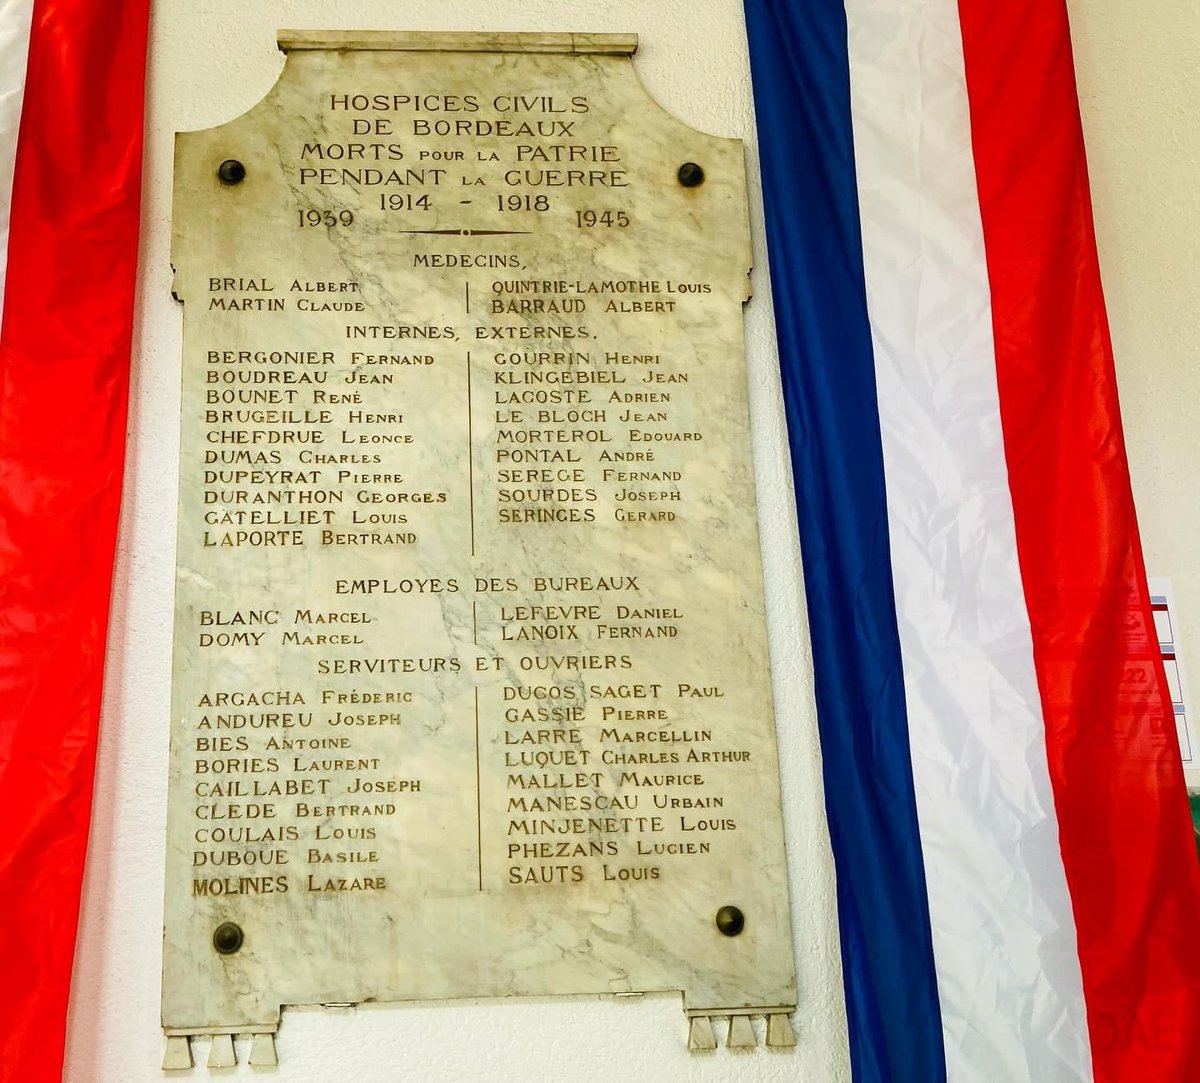 HOSPICES CIVILS
DE BORDEAUX
MORTS POUR LA PATRIE
PENDANT LA GUERRE
1914 - 1918
1939 1945
MEDECINS,
BRIAL ALBERT
MARTIN CLAUDE
QUINTRIE-LAMOTHE LOUIS
BARRAUD ALBERT
INTERNES, EXTERNES.
BERGONIER FERNAND
BOUDREAU JEAN
BOUNET RENÉ
BRUGEILLE HENRI
CHEFDRUE LEONCE
DUMAS CHARLES
DUPEYRAT PIERRE
DURANTHON GEORGES
GATELLIET LOUIS
LAPORTE BERTRAND
GOURRIN HENRI
KLINGEBIEL JEAN
LACOSTE ADRIEN
LE BLOCH JEAN
MORTEROL EDOUARD
PONTAL ANDRÉ
SEREGE FERNAND
SOURDES JOSEPH
SERINGES GERARD
EMPLOYES DES BUREAUX
BLANC MARCEL
DOMY MARCEL
LEFEVRE DANIEL
LANOIX FERNAND
SERVITEURS ET OUVRIERS
ARGACHA FRÉDERIC
ANDUREU JOSEPH
BIES ANTOINE
BORIES LAURENT
CAILLABET JOSEPH
CLEDE BERTRAND
COULAIS LOUIS
DUBOUE BASILE
MOLINES LAZARE
DUCOS SAGET PAUL
GASSIE PIERRE
LARRE MARCELLIN
LUQUET CHARLES ARTHUR
MALLET MAURICE
MANESCAU URBAIN
MINJENETTE LOUIS
PHEZANS LUCIEN
SAUTS LOUIS